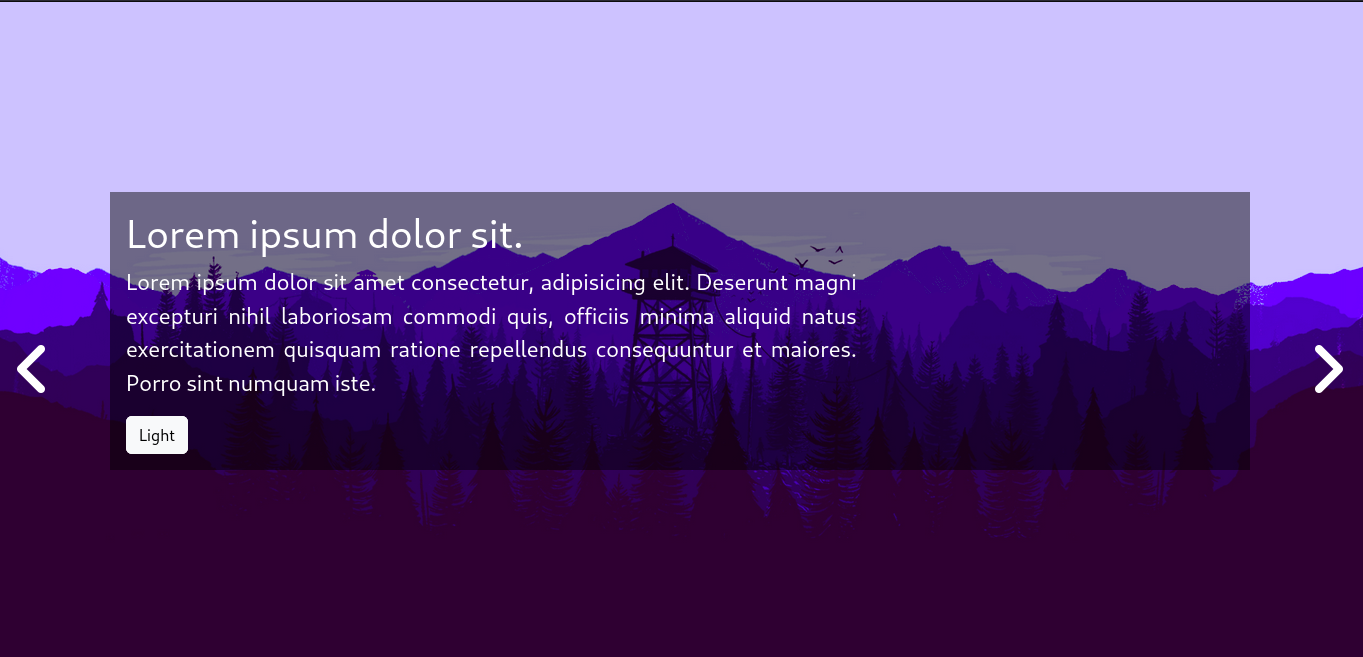 Lorem ipsum dolor sit.
Lorem ipsum dolor sit amet consectetur, adipisicing elit. Deserunt magni
excepturi nihil laboriosam commodi quis, officiis minima aliquid natus
exercitationem quisquam ratione repellendus consequuntur et maiores.
Porro sint numquam iste.
Light